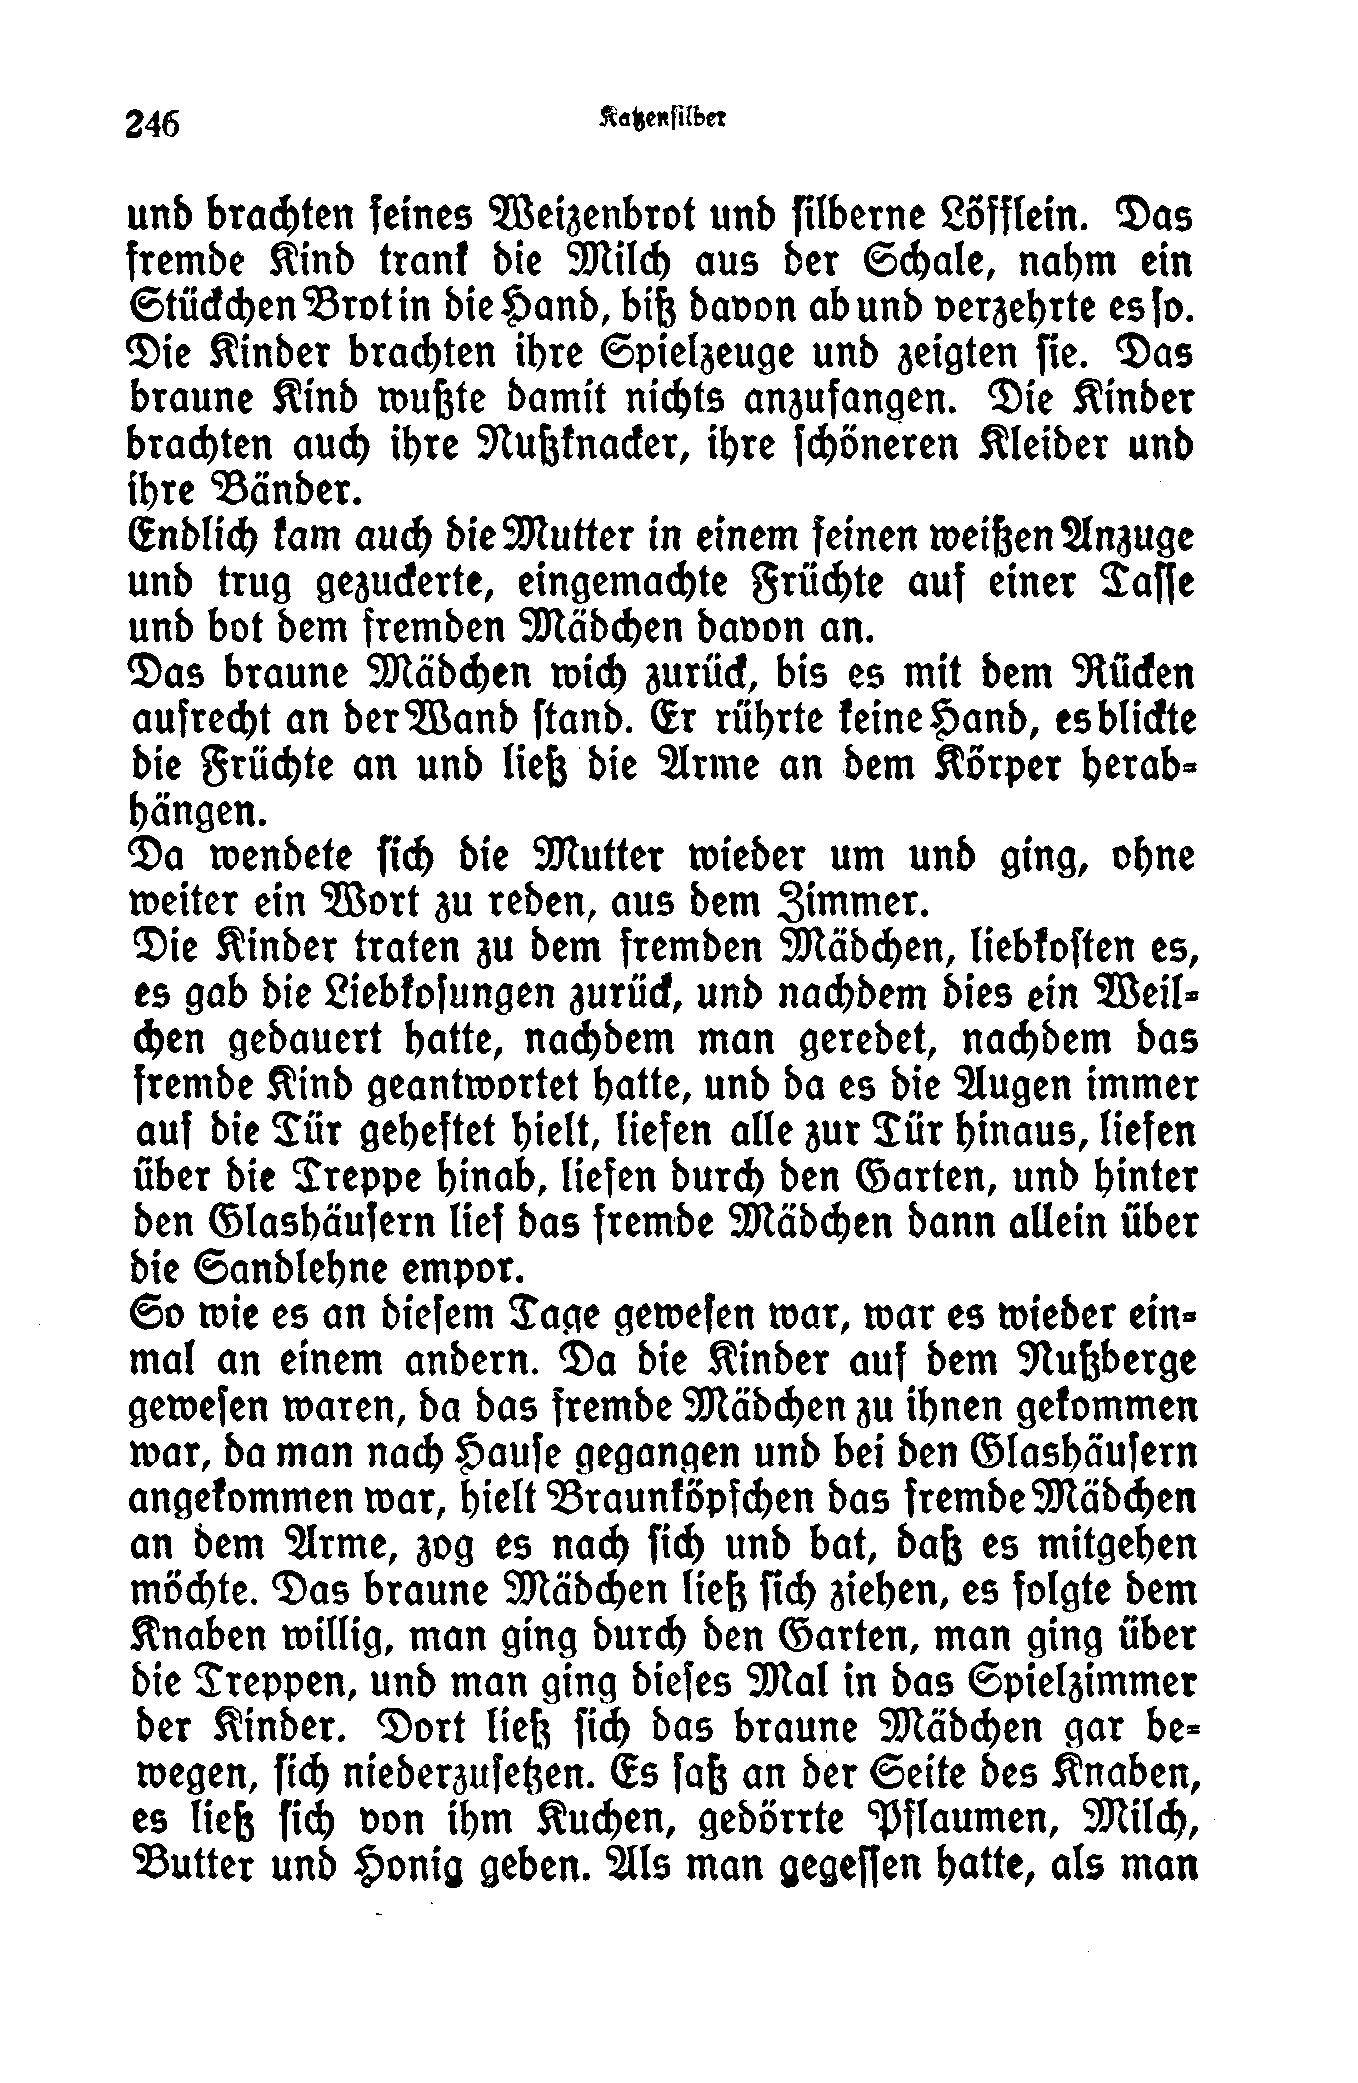 246
Katzensilber
und brachten feines Weizenbrot und silberne Löfflein. Das
fremde Kind trank die Milch aus der Schale, nahm ein
Stückchen Brot in die Hand, biß davon ab und verzehrte es so.
Die Kinder brachten ihre Spielzeuge und zeigten sie. Das
braune Kind wußte damit nichts anzufangen. Die Kinder
brachten auch ihre Nußknacker, ihre schöneren Kleider und
ihre Bänder.
Endlich kam auch die Mutter in einem feinen weißen Anzuge
und trug gezuckerte, eingemachte Früchte auf einer Tasse
und bot dem fremden Mädchen davon an.
Das braune Mädchen wich zurück, bis es mit dem Rücken
aufrecht an der Wand stand. Er rührte keine Hand, es blickte
die Früchte an und ließ die Arme an dem Körper herab-
hängen.
Da wendete sich die Mutter wieder um und ging, ohne
weiter ein Wort zu reden, aus dem Zimmer.
Die Kinder traten zu dem fremden Mädchen, liebkosten es,
es gab die Liebkosungen zurück, und nachdem dies ein Weil-
chen gedauert hatte, nachdem man geredet, nachdem das
fremde Kind geantwortet hatte, und da es die Augen immer
auf die Tür geheftet hielt, liefen alle zur Tür hinaus, liefen
über die Treppe hinab, liefen durch den Garten, und hinter
den Glashäusern lief das fremde Mädchen dann allein über
die Sandlehne empor.
So wie es an diesem Tage gewesen war, war es wieder ein-
mal an einem andern. Da die Kinder auf dem Nußberge
gewesen waren, da das fremde Mädchen zu ihnen gekommen
war, da man nach Hause gegangen und bei den Glashäusern
angekommen war, hielt Braunköpfchen das fremde Mädchen
an dem Arme, zog es nach sich und bat, daß es mitgehen
möchte. Das braune Mädchen ließ sich ziehen, es folgte dem
Knaben willig, man ging durch den Garten, man ging über
die Treppen, und man ging dieses Mal in das Spielzimmer
der Kinder. Dort ließ sich das braune Mädchen gar be-
wegen, sich niederzusetzen. Es saß an der Seite des Knaben,
es ließ sich von ihm Kuchen, gedörrte Pflaumen, Milch,
Butter und Honig geben. Als man gegessen hatte, als man